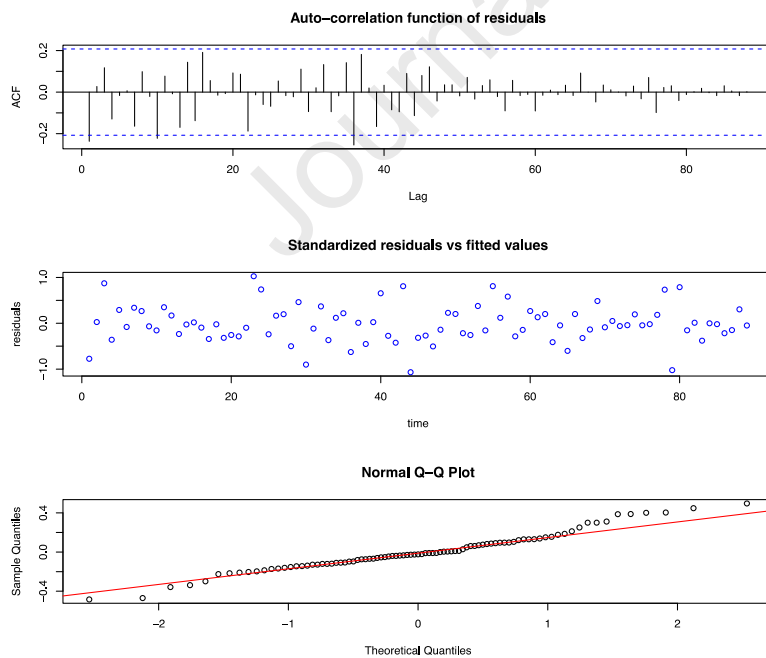 Auto−correlation function of residuals
ACF
−0.2 0.0 0.2
0 20 40 60 80
Lag
Journa
Standardized residuals vs fitted values
residuals
−1.0 0.0 1.0
0 20 40 60 80
time
Normal Q−Q Plot
Sample Quantiles
−0.4 0.0 0.4
−2 −1 0 1 2
Theoretical Quantiles